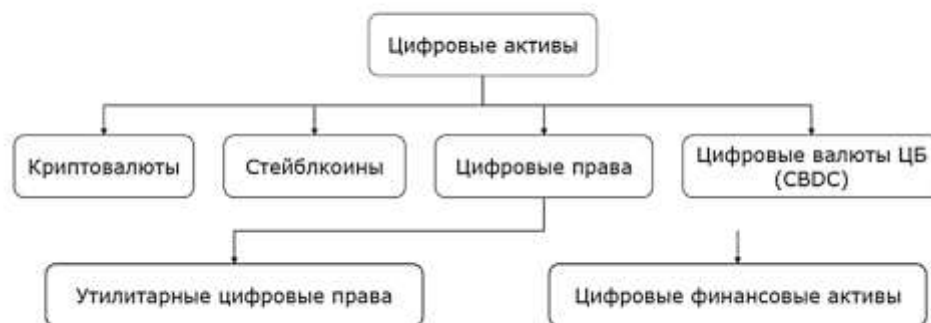 Цифровые активы
Криптовалюты
Стейблкоины
Цифровые права
Цифровые валюты ЦБ
(CBDC)
Утилитарные цифровые права
Цифровые финансовые активы